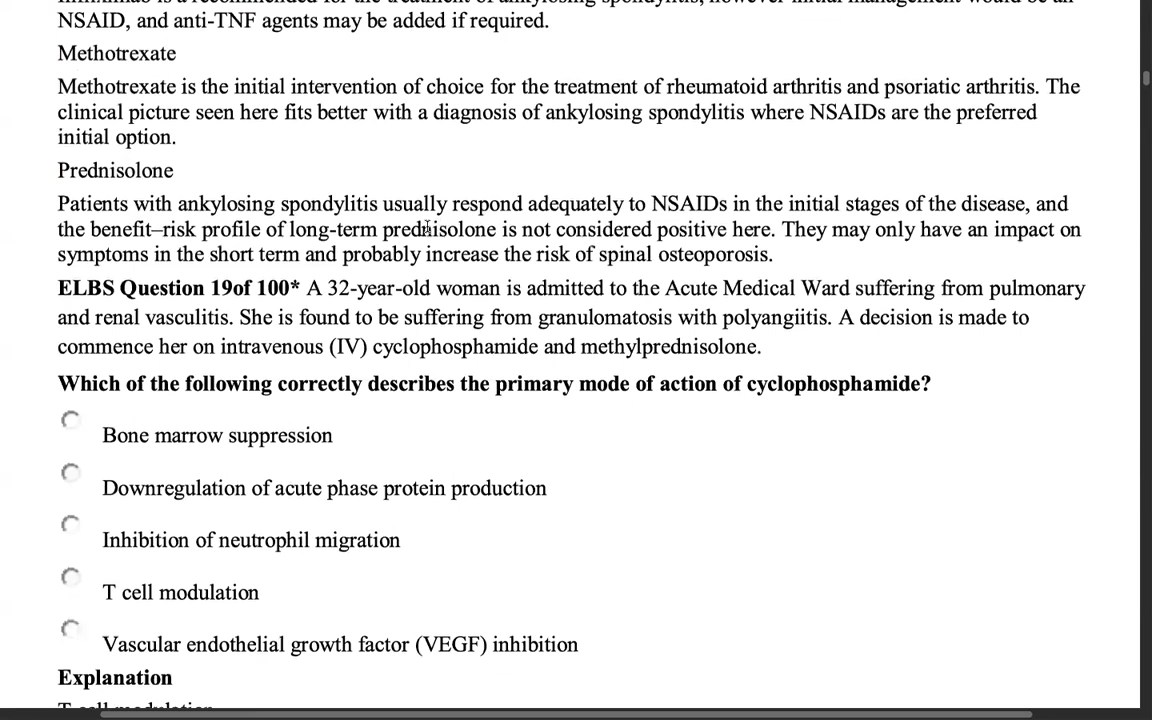 NSAID, and anti-TNF agents may be added if required.
Methotrexate
Methotrexate is the initial intervention of choice for the treatment of rheumatoid arthritis and psoriatic arthritis. The
clinical picture seen here fits better with a diagnosis of ankylosing spondylitis where NSAIDs are the preferred
initial option.
Prednisolone
Patients with ankylosing spondylitis usually respond adequately to NSAIDs in the initial stages of the disease, and
the benefit–risk profile of long-term prednisolone is not considered positive here. They may only have an impact on
symptoms in the short term and probably increase the risk of spinal osteoporosis.
ELBS Question 19of 100* A 32-year-old woman is admitted to the Acute Medical Ward suffering from pulmonary
and renal vasculitis. She is found to be suffering from granulomatosis with polyangiitis. A decision is made to
commence her on intravenous (IV) cyclophosphamide and methylprednisolone.
Which of the following correctly describes the primary mode of action of cyclophosphamide?
Bone marrow suppression
Downregulation of acute phase protein production
Inhibition of neutrophil migration
T cell modulation
Vascular endothelial growth factor (VEGF) inhibition
Explanation
T cell modulation